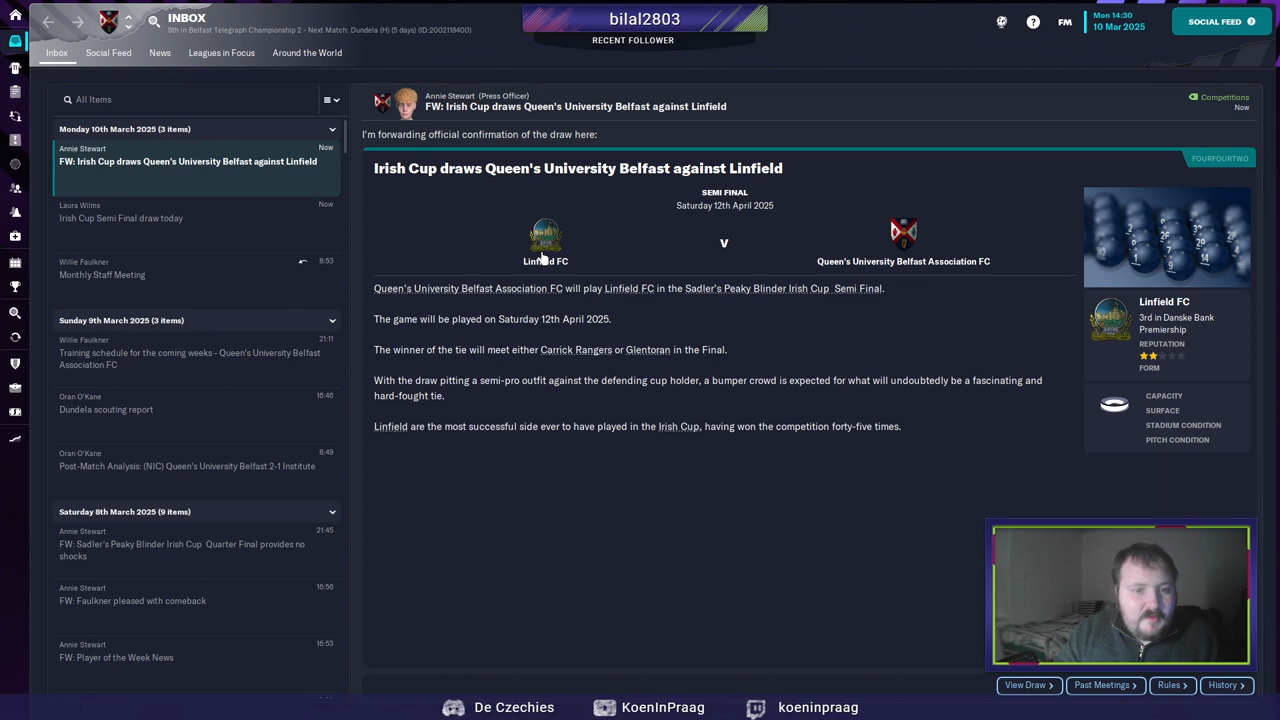 INBOX
5th in Belfast Telegraph Championship 2 - Next Match: Dundela (H) (5 days) (ID:2002118400)
bilal2803
RECENT FOLLOWER
FM
Mon 14:30
10 Mar 2025
SOCIAL FEED
Inbox
Social Feed
News
Leagues in Focus
Around the World
All Items
Monday 10th March 2025 (3 items)
Annie Stewart
Now
FW: Irish Cup draws Queen's University Belfast against Linfield
Laura Wilms
Now
Irish Cup Semi Final draw today
Willie Faulkner
8:53
Monthly Staff Meeting
Sunday 9th March 2025 (3 items)
Willie Faulkner
21:11
Training schedule for the coming weeks - Queen's University Belfast
Association FC
Oran O'Kane
16:46
Dundela scouting report
Oran O'Kane
8:49
Post-Match Analysis: (NIC) Queen's University Belfast 2-1 Institute
Saturday 8th March 2025 (9 items)
Annie Stewart
21:45
FW: Sadler's Peaky Blinder Irish Cup Quarter Final provides no
shocks
Annie Stewart
16:56
FW: Faulkner pleased with comeback
Annie Stewart
16:53
FW: Player of the Week News
Annie Stewart (Press Officer)
FW: Irish Cup draws Queen's University Belfast against Linfield
Competitions
Now
I'm forwarding official confirmation of the draw here:
FOURFOURTWO
Irish Cup draws Queen's University Belfast against Linfield
SEMI FINAL
Saturday 12th April 2025
v
Linfield FC
Queen's University Belfast Association FC
Queen's University Belfast Association FC will play Linfield FC in the Sadler's Peaky Blinder Irish Cup Semi Final.
The game will be played on Saturday 12th April 2025.
The winner of the tie will meet either Carrick Rangers or Glentoran in the Final.
With the draw pitting a semi-pro outfit against the defending cup holder, a bumper crowd is expected for what will undoubtedly be a fascinating and
hard-fought tie.
Linfield are the most successful side ever to have played in the Irish Cup, having won the competition forty-five times.
Linfield FC
3rd in Danske Bank
Premiership
REPUTATION
FORM
CAPACITY
SURFACE
STADIUM CONDITION
PITCH CONDITION
View Draw
Past Meetings
Rules
History
De Czechies
KoenInPraag
koeninpraag